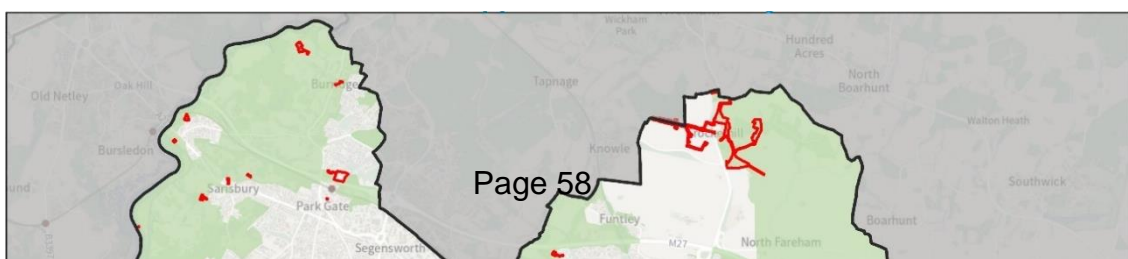 Wickham
Park
Hundred
Acres
Burridge
Oak Hill
Tapnage
North
Boarhunt
Old Netley
Walton Heath
Bursledon
Knowle
Page 58
Southwick
Sarisbury
Park Gate
Funtley
Boarhunt
Segensworth
M27
North Fareham